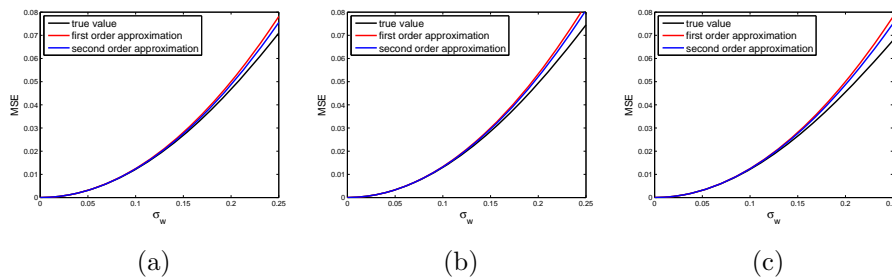 0.08
0.07
0.06
0.05
0.04
0.03
0.02
0.01
0
MSE
true value
first order approximation
second order approximation
0 0.05 0.1 0.15 0.2 0.25
σw
(a)
0.08
0.07
0.06
0.05
0.04
0.03
0.02
0.01
0
MSE
true value
first order approximation
second order approximation
0 0.05 0.1 0.15 0.2 0.25
σw
(b)
0.08
0.07
0.06
0.05
0.04
0.03
0.02
0.01
0
MSE
true value
first order approximation
second order approximation
0 0.05 0.1 0.15 0.2
σw
(c)